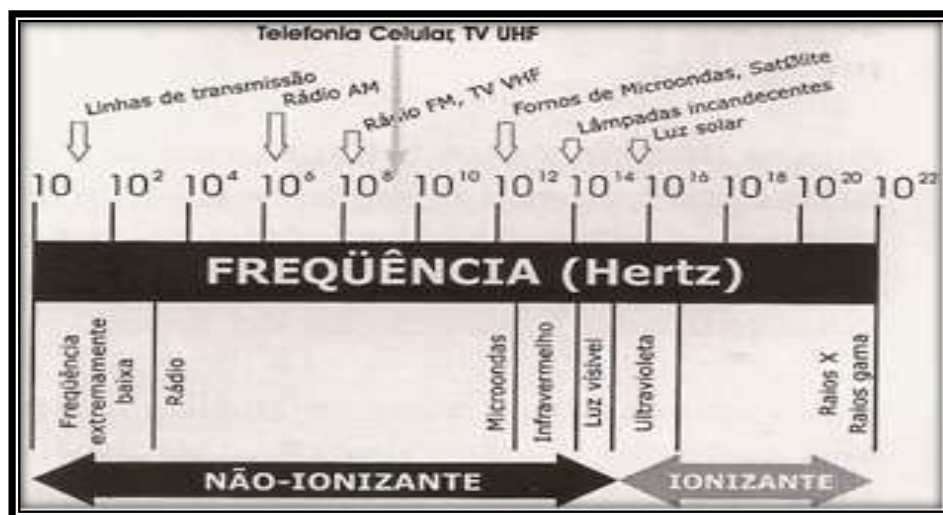 Telefonia Celular, TV UHF
Linhas de transmissão
Rádio AM
Rádio FM, TV VHF
Fornos de Microondas, SatØlite
Lâmpadas incandecentes
Luz solar
10 10² 10⁴ 10⁶ 10⁸ 10¹⁰ 10¹² 10¹⁴ 10¹⁶ 10¹⁸ 10²⁰ 10²²
FREQÜÊNCIA (Hertz)
Freqüência
extremamente
baixa
Rádio
Microondas
Infravermelho
Luz visível
Ultravioleta
Raios X
Raios gama
NÃO-IONIZANTE
IONIZANTE